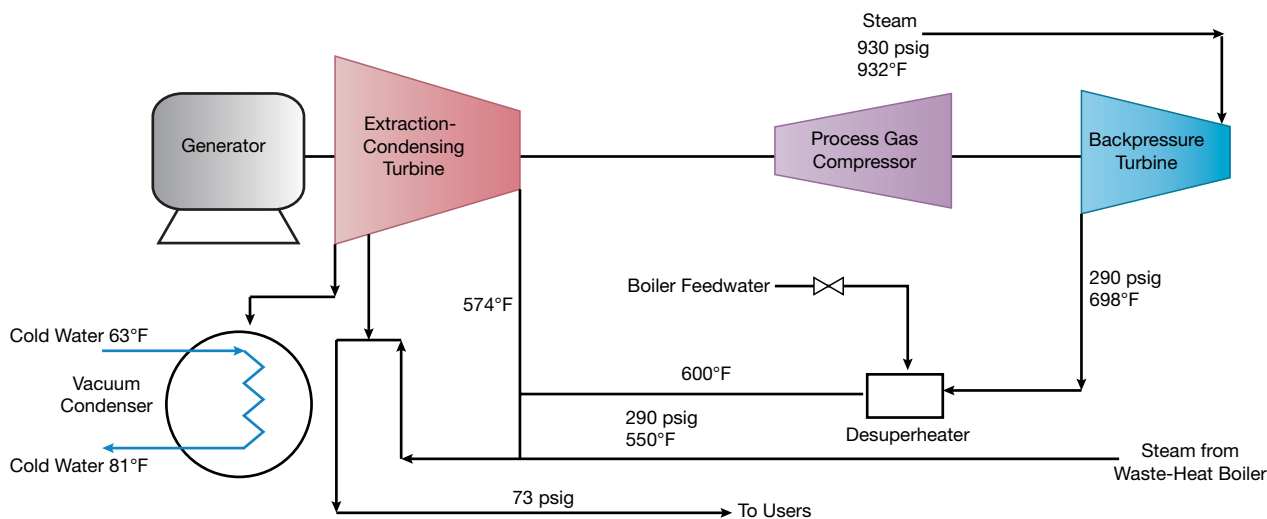 Steam
930 psig
932°F
Generator
Extraction-
Condensing
Turbine
Process Gas
Compressor
Backpressure
Turbine
574°F
Boiler Feedwater
290 psig
698°F
Cold Water 63°F
Vacuum
Condenser
600°F
290 psig
550°F
Desuperheater
Cold Water 81°F
Steam from
Waste-Heat Boiler
73 psig
To Users